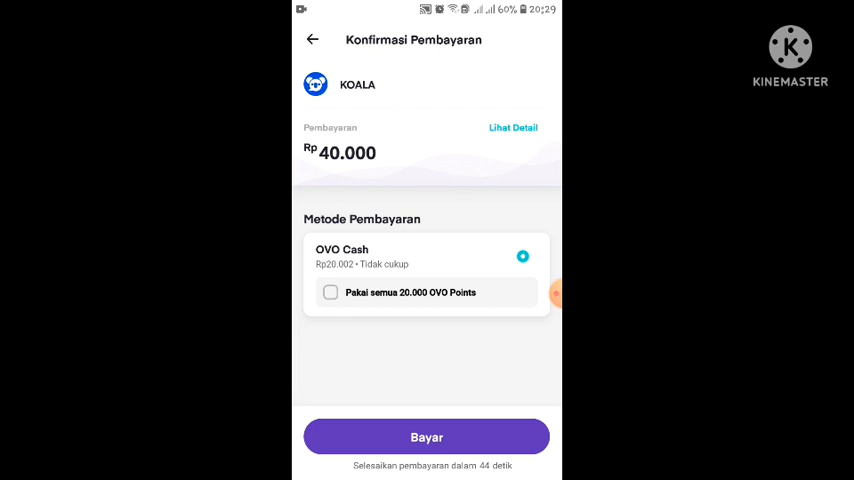 60% 20:29
Konfirmasi Pembayaran
KOALA
Pembayaran
Lihat Detail
Rp 40.000
Metode Pembayaran
OVO Cash
Rp20.002 • Tidak cukup
Pakai semua 20.000 OVO Points
Bayar
Selesaikan pembayaran dalam 44 detik
K
KINEMASTER